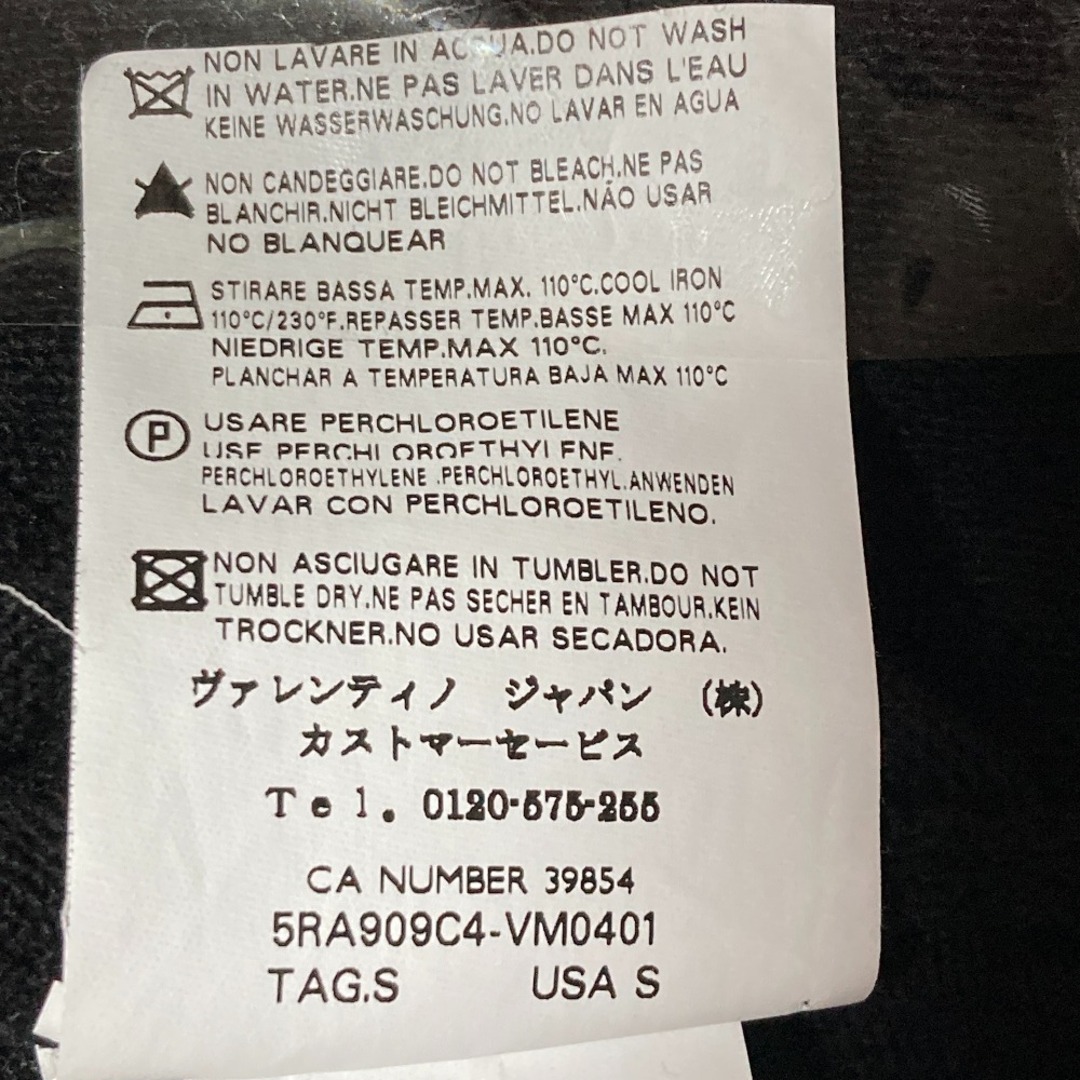 NON LAVARE IN ACQUA.DO NOT WASH
IN WATER.NE PAS LAVER DANS L'EAU
KEINE WASSERWASCHUNG.NO LAVAR EN AGUA
NON CANDEGGIARE.DO NOT BLEACH.NE PAS
BLANCHIR.NICHT BLEICHMITTEL.NÃO USAR
NO BLANQUEAR
STIRARE BASSA TEMP.MAX. 110°C.COOL IRON
110°C/230°F.REPASSER TEMP.BASSE MAX 110°C
NIEDRIGE TEMP.MAX 110°C.
PLANCHAR A TEMPERATURA BAJA MAX 110°C
P
USARE PERCHLOROETILENE
USE PERCHLOROETHYLENE.
PERCHLOROETHYLENE .PERCHLOROETHYL.ANWENDEN
LAVAR CON PERCHLOROETILENO.
NON ASCIUGARE IN TUMBLER.DO NOT
TUMBLE DRY.NE PAS SECHER EN TAMBOUR.KEIN
TROCKNER.NO USAR SECADORA.
ヴァレンティノ ジャパン (株)
カストマーセービス
Tel. 0120-575-255
CA NUMBER 39854
5RA909C4-VM0401
TAG.S USA S